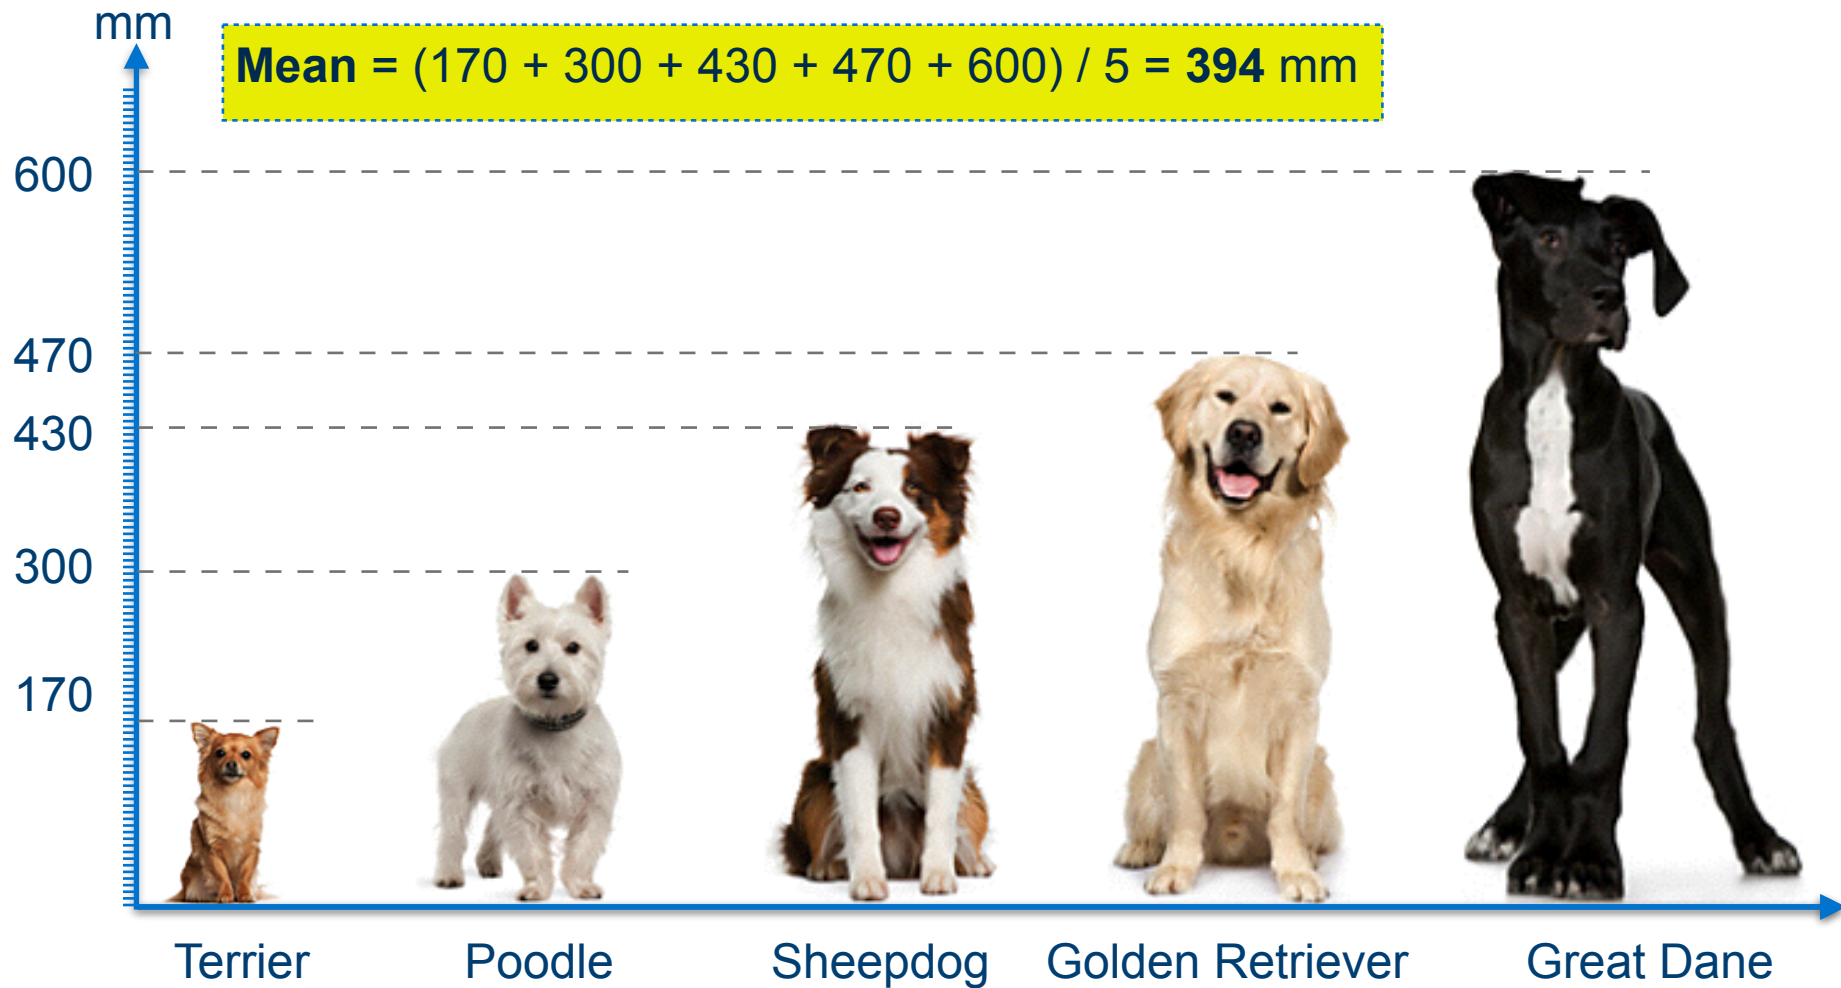 mm
Mean = (170 + 300 + 430 + 470 + 600) / 5 = 394 mm
600
470
430
300
170
Terrier Poodle Sheepdog Golden Retriever Great Dane